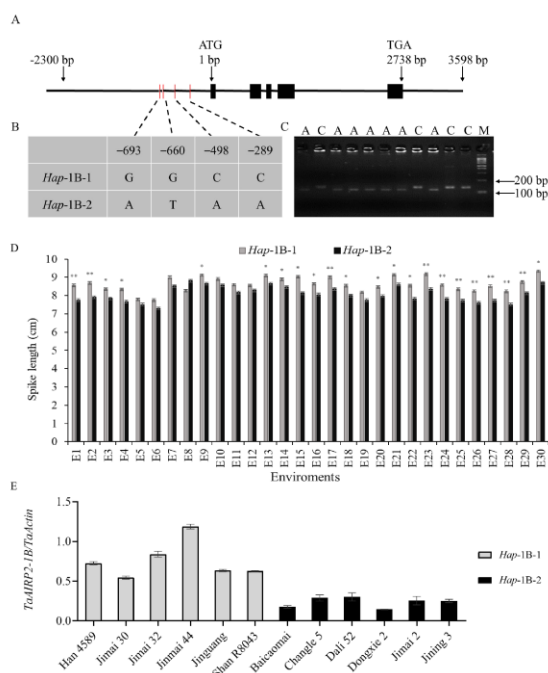 A
ATG
TGA
-2300 bp
1 bp
2738 bp
3598 bp
B
−693 −660 −498 −289
Hap-1B-1 G G C C
Hap-1B-2 A T A A
C
A C A A A A A C A C C M
200 bp
100 bp
D
Hap-1B-1 Hap-1B-2
Spike length (cm)
10
9
8
7
6
5
4
3
2
1
0
** ** * * * * * * * ** * * * * ** ** * ** ** ** ** *
E1 E2 E3 E4 E5 E6 E7 E8 E9 E10 E11 E12 E13 E14 E15 E16 E17 E18 E19 E20 E21 E22 E23 E24 E25 E26 E27 E28 E29 E30
Enviroments
E
TaAIRP2-1B/TaActin
1.5
1.0
0.5
0.0
Han 4589
Jimai 30
Jimai 32
Jinmai 44
Jinguang
Shan R8043
Baicaomai
Changle 5
Dali 52
Dongxie 2
Jimai 2
Jining 3
Hap-1B-1
Hap-1B-2